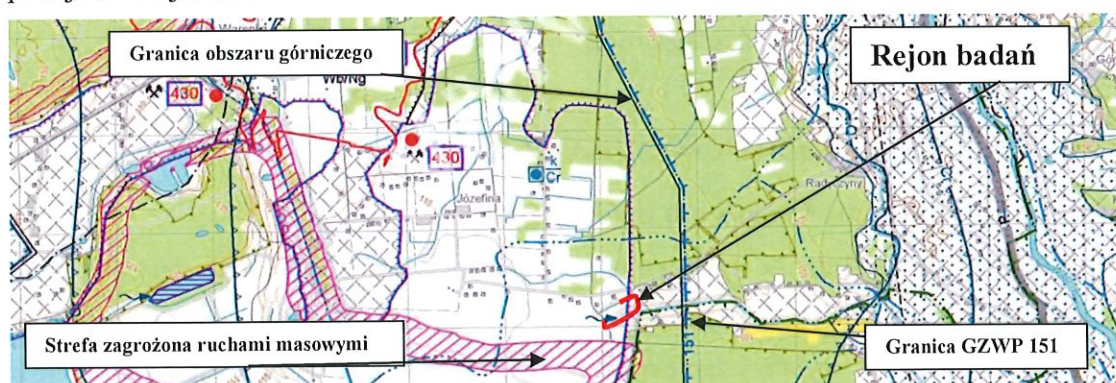 Granica obszaru górniczego
Rejon badań
Wb/Ng
430
430
k
Cr
Józefina
Strefa zagrożona ruchami masowymi
Granica GZWP 151
151